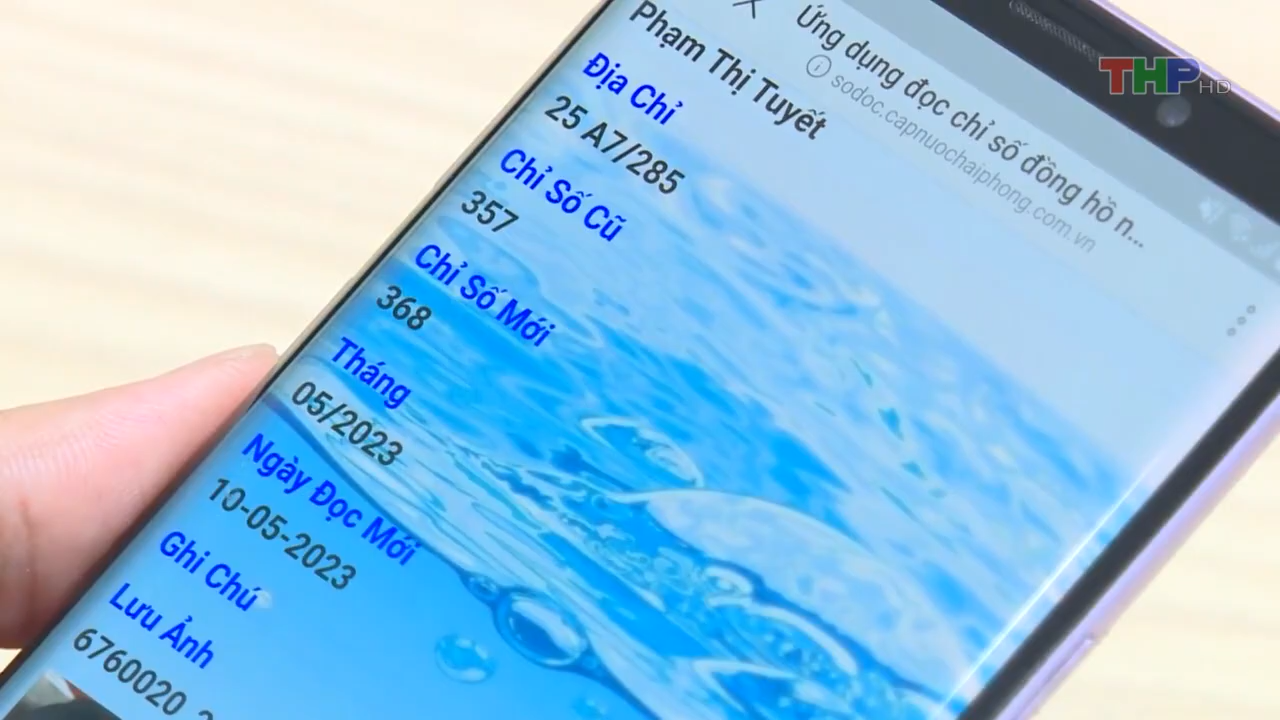 THP HD
Ứng dụng đọc chỉ số đồng hồ n...
sodoc.capnuochaiphong.com.vn
Phạm Thị Tuyết
Địa Chỉ
25 A7/285
Chỉ Số Cũ
357
Chỉ Số Mới
368
Tháng
05/2023
Ngày Đọc Mới
10-05-2023
Ghi Chú
Lưu Ảnh
6760020